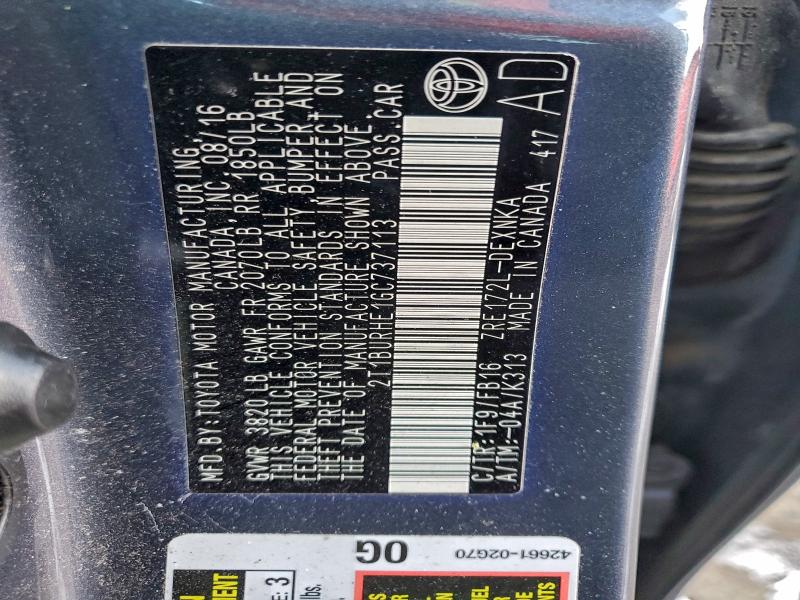 MFD.BY:TOYOTA MOTOR MANUFACTURING,
CANADA, INC 08/16
GVWR 3820LB GAWR FR 2070LB RR 1850LB
THIS VEHICLE CONFORMS TO ALL APPLICABLE
FEDERAL MOTOR VEHICLE SAFETY, BUMPER,AND
THEFT PREVENTION STANDARDS IN EFFECT ON
THE DATE OF MANUFACTURE SHOWN ABOVE.
2T1BURHE1GC737113 PASS.CAR
C/TR:1F9/FB16 ZRE172L-DEXNKA
A/TM:-04A/K313 MADE IN CANADA 417
AD
42661-02G70
0G
3
lbs.